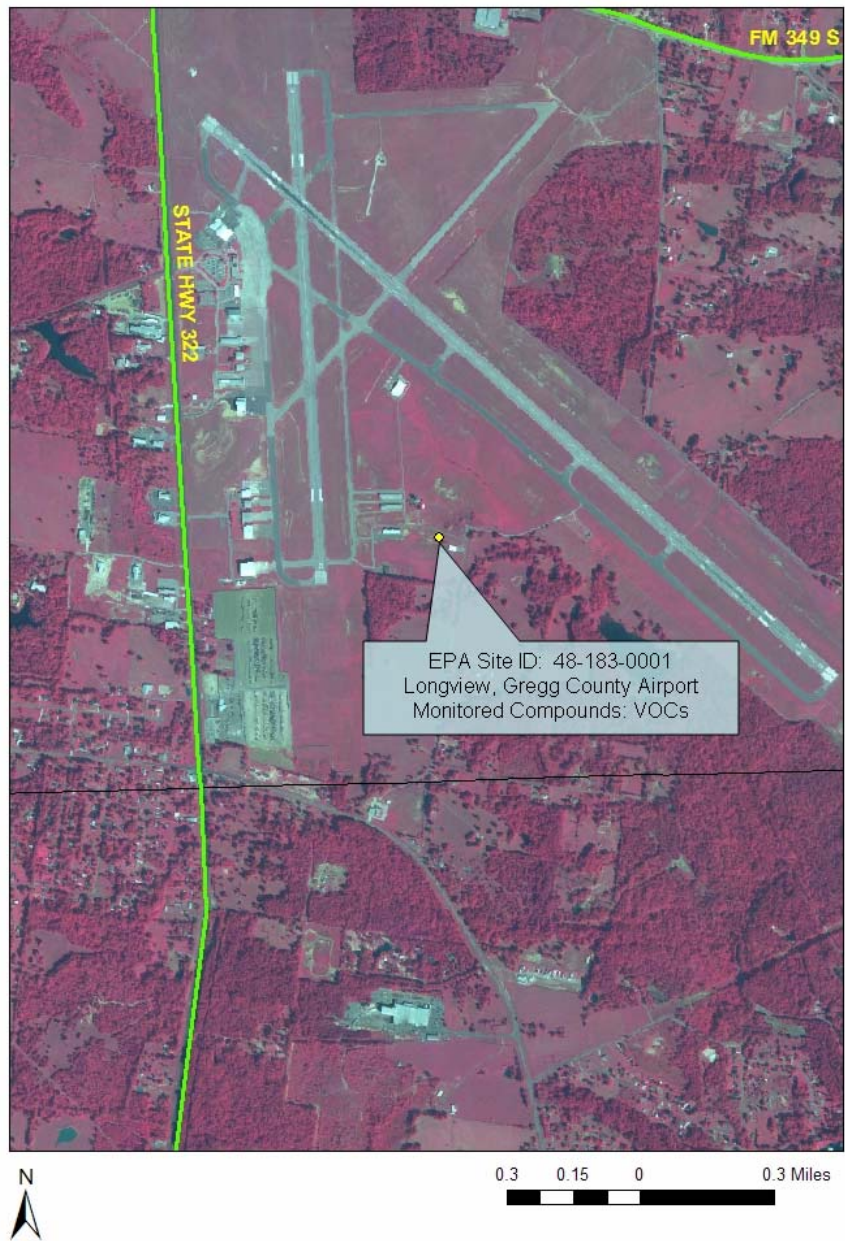 FM 349 S
STATE HWY 322
EPA Site ID: 48-183-0001
Longview, Gregg County Airport
Monitored Compounds: VOCs
N
0.3 0.15 0 0.3 Miles